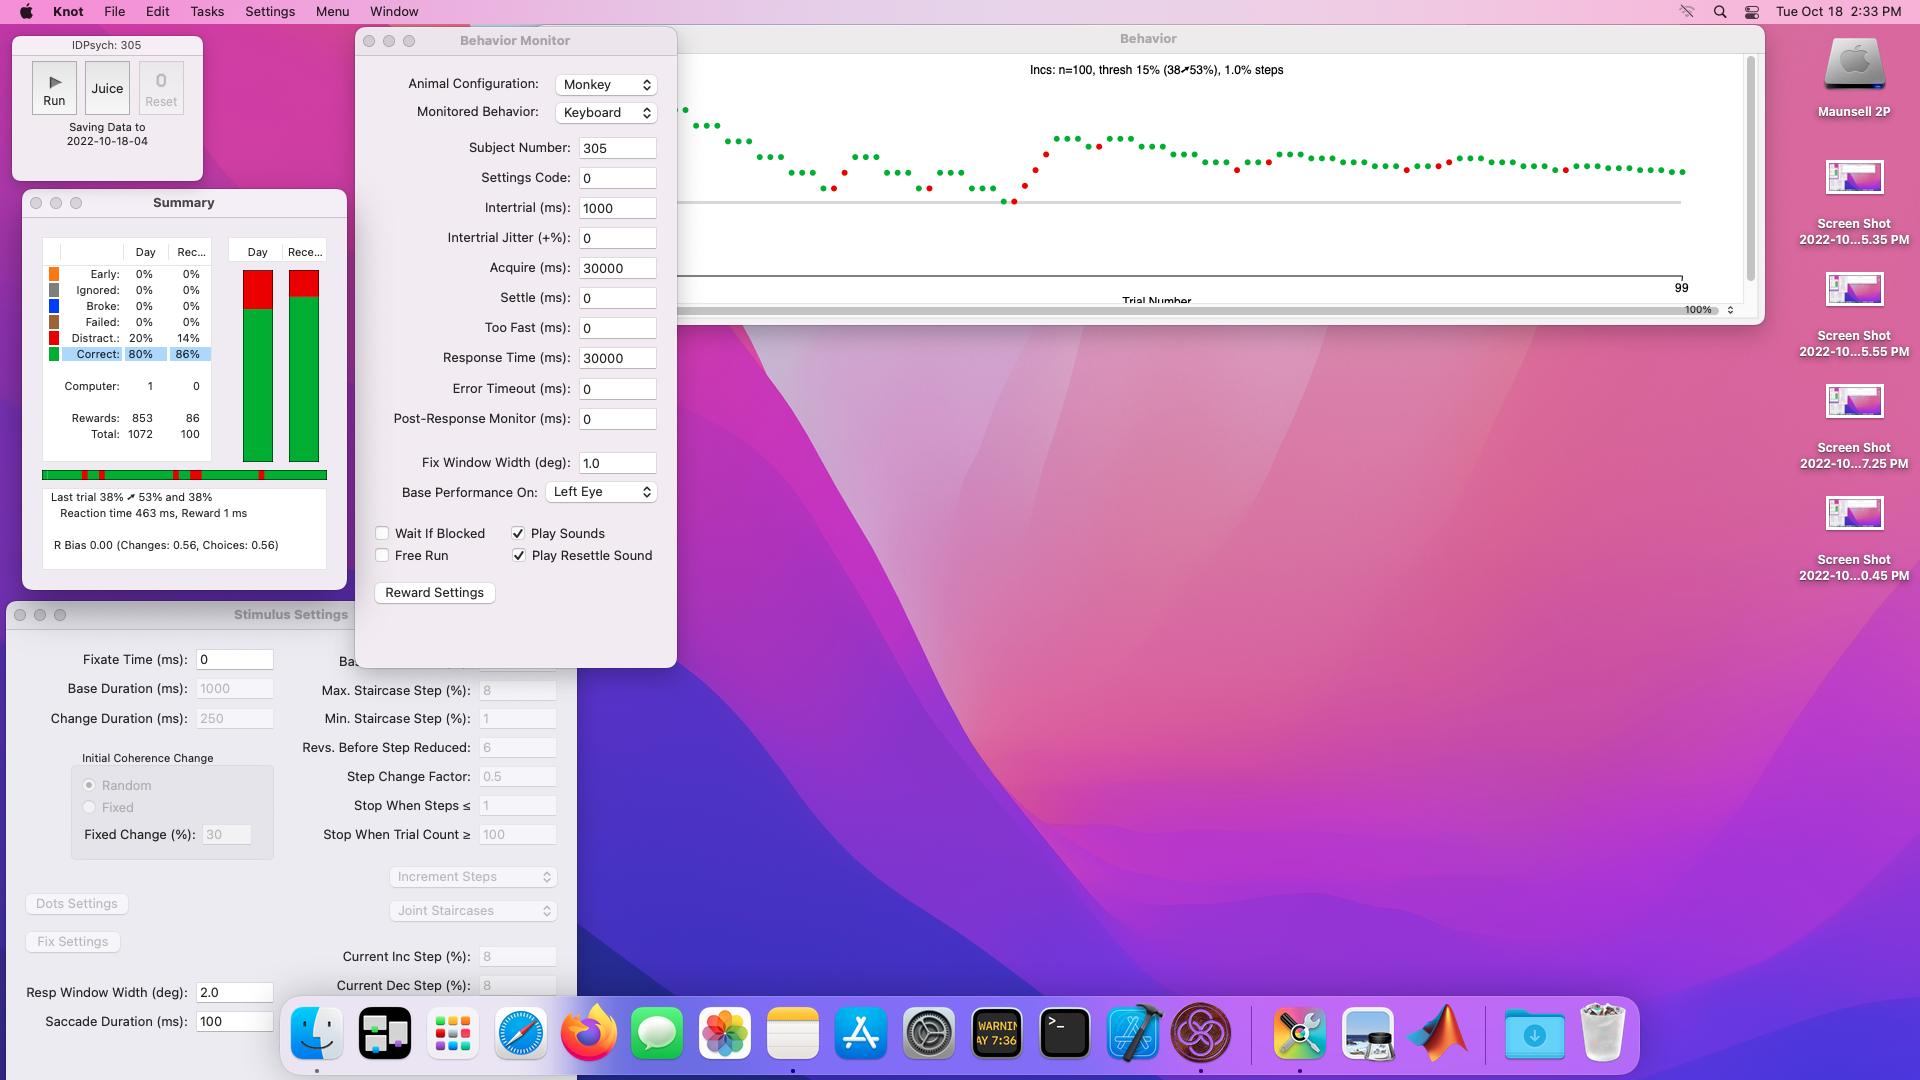 Knot File Edit Tasks Settings Menu Window
Tue Oct 18 2:33 PM
IDPsych: 305
Run
Juice
0
Reset
Saving Data to
2022-10-18-04
Summary
Day Rec... Day Rece...
Early: 0% 0%
Ignored: 0% 0%
Broke: 0% 0%
Failed: 0% 0%
Distract.: 20% 14%
Correct: 80% 86%
Computer: 1 0
Rewards: 853 86
Total: 1072 100
Last trial 38% ➚ 53% and 38%
Reaction time 463 ms, Reward 1 ms
R Bias 0.00 (Changes: 0.56, Choices: 0.56)
Behavior Monitor
Animal Configuration: Monkey
Monitored Behavior: Keyboard
Subject Number: 305
Settings Code: 0
Intertrial (ms): 1000
Intertrial Jitter (+%): 0
Acquire (ms): 30000
Settle (ms): 0
Too Fast (ms): 0
Response Time (ms): 30000
Error Timeout (ms): 0
Post-Response Monitor (ms): 0
Fix Window Width (deg): 1.0
Base Performance On: Left Eye
Wait If Blocked Play Sounds
Free Run Play Resettle Sound
Reward Settings
Behavior
Incs: n=100, thresh 15% (38➚53%), 1.0% steps
99
Trial Number
100%
Maunsell 2P
Screen Shot
2022-10...5.35 PM
Screen Shot
2022-10...5.55 PM
Screen Shot
2022-10...7.25 PM
Screen Shot
2022-10...0.45 PM
Stimulus Settings
Fixate Time (ms): 0
Base Duration (ms): 1000
Change Duration (ms): 250
Initial Coherence Change
Random
Fixed
Fixed Change (%): 30
Dots Settings
Fix Settings
Resp Window Width (deg): 2.0
Saccade Duration (ms): 100
Max. Staircase Step (%): 8
Min. Staircase Step (%): 1
Revs. Before Step Reduced: 6
Step Change Factor: 0.5
Stop When Steps ≤ 1
Stop When Trial Count ≥ 100
Increment Steps
Joint Staircases
Current Inc Step (%): 8
Current Dec Step (%): 8
WARNIN
AY 7:36
>_